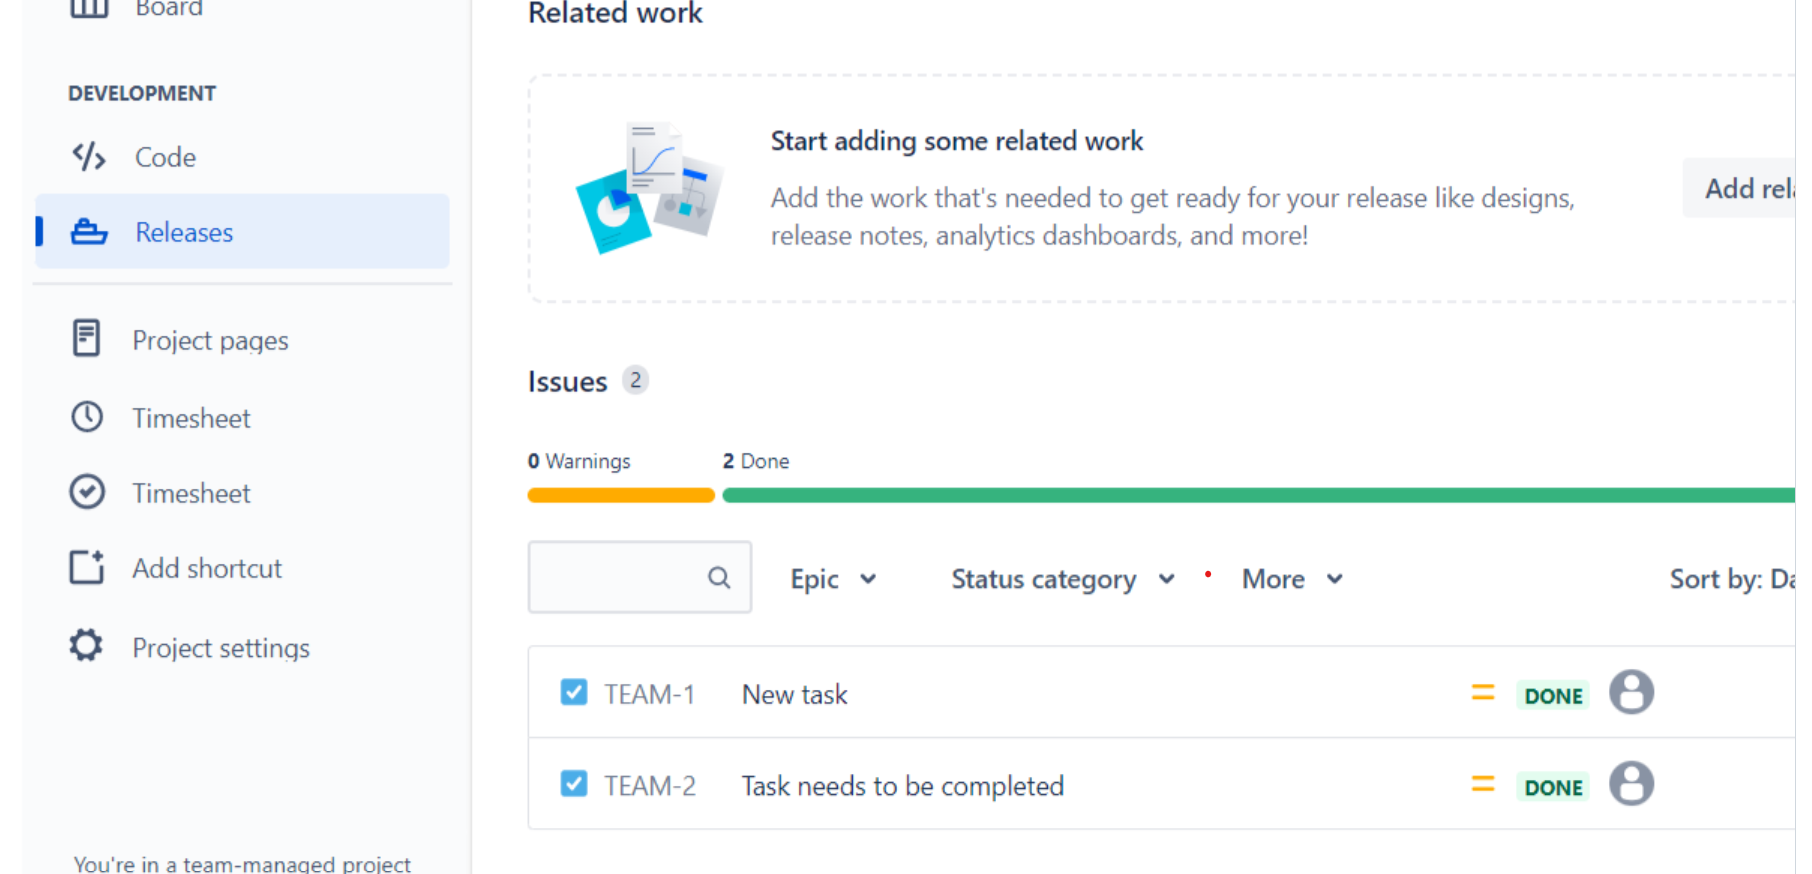 Board
DEVELOPMENT
Code
Releases
Project pages
Timesheet
Timesheet
Add shortcut
Project settings
You're in a team-managed project
Related work
Start adding some related work
Add the work that's needed to get ready for your release like designs,
release notes, analytics dashboards, and more!
Add
Issues 2
0 Warnings 2 Done
Epic Status category More Sort by:
TEAM-1 New task DONE
TEAM-2 Task needs to be completed DONE